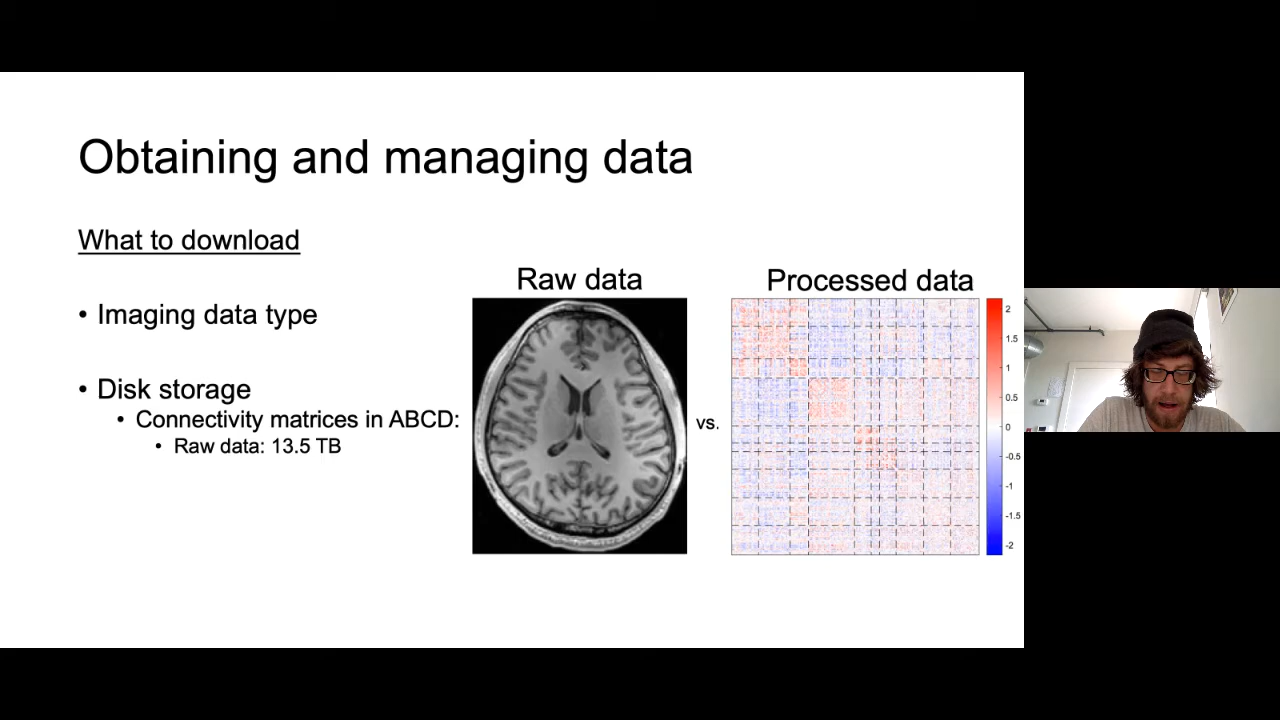 Obtaining and managing data
What to download
• Imaging data type
• Disk storage
• Connectivity matrices in ABCD:
• Raw data: 13.5 TB
Raw data
vs.
Processed data
2
1.5
1
0.5
0
-0.5
-1
-1.5
-2